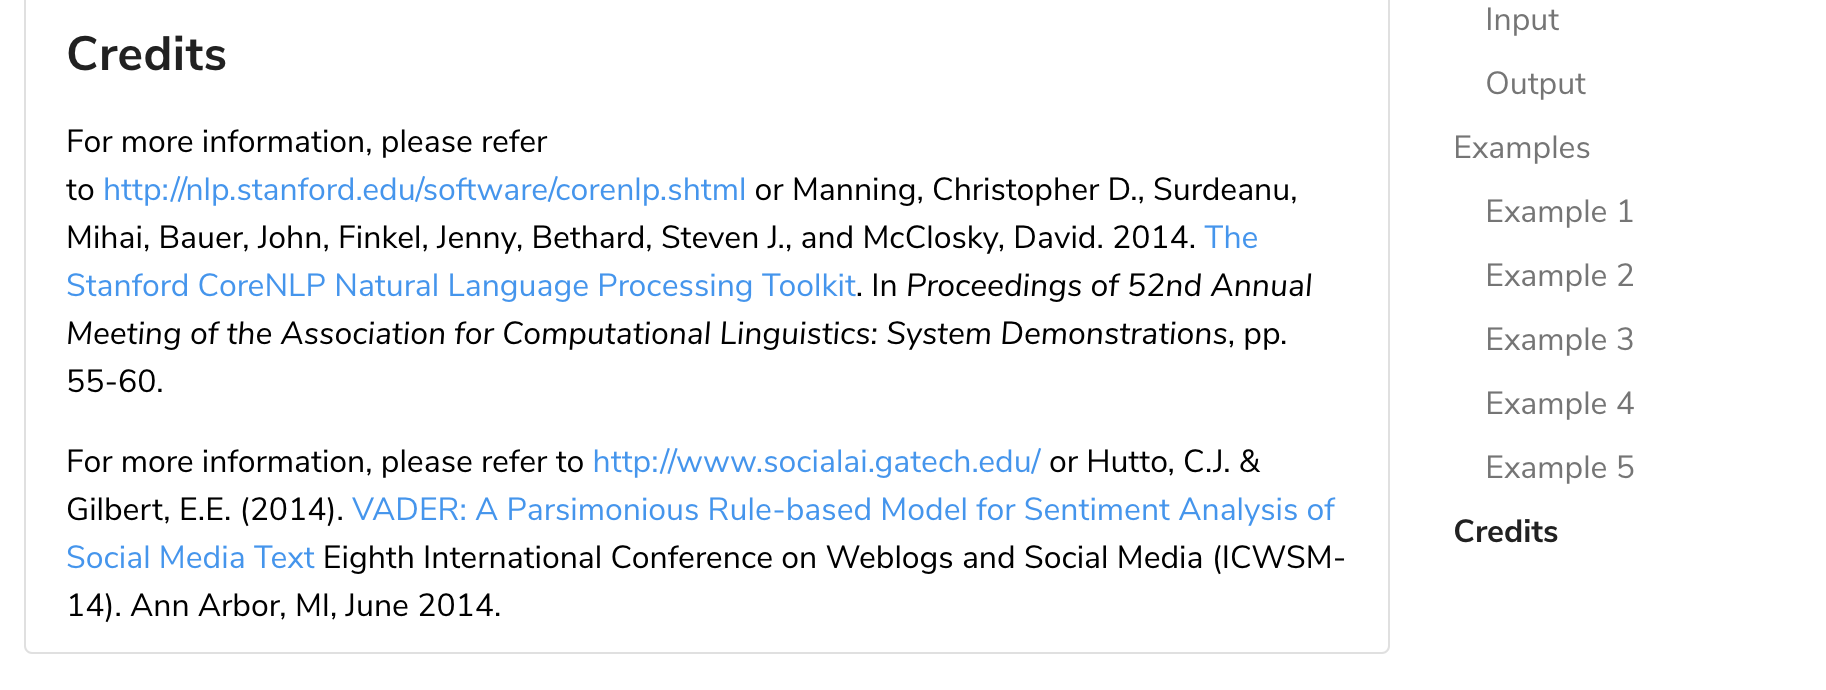 Credits
For more information, please refer
to http://nlp.stanford.edu/software/corenlp.shtml or Manning, Christopher D., Surdeanu,
Mihai, Bauer, John, Finkel, Jenny, Bethard, Steven J., and McClosky, David. 2014. The
Stanford CoreNLP Natural Language Processing Toolkit. In Proceedings of 52nd Annual
Meeting of the Association for Computational Linguistics: System Demonstrations, pp.
55-60.
For more information, please refer to http://www.socialai.gatech.edu/ or Hutto, C.J. &
Gilbert, E.E. (2014). VADER: A Parsimonious Rule-based Model for Sentiment Analysis of
Social Media Text Eighth International Conference on Weblogs and Social Media (ICWSM-
14). Ann Arbor, MI, June 2014.
Input
Output
Examples
Example 1
Example 2
Example 3
Example 4
Example 5
Credits